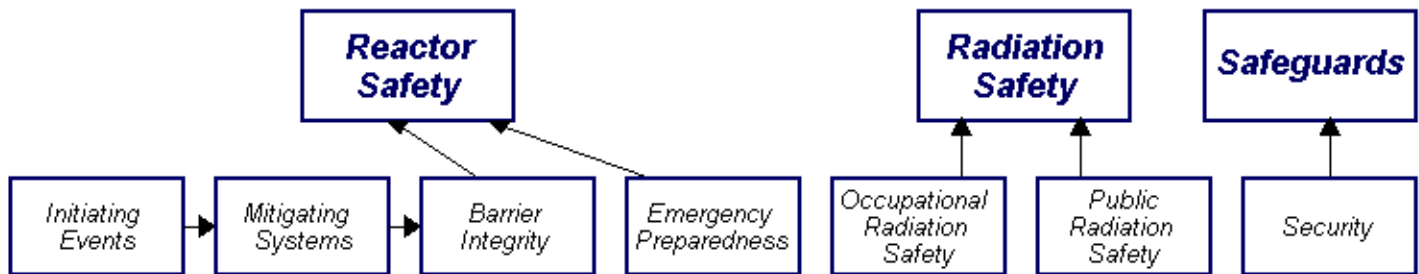 Reactor
Safety
Radiation
Safety
Safeguards
Initiating
Events
Mitigating
Systems
Barrier
Integrity
Emergency
Preparedness
Occupational
Radiation
Safety
Public
Radiation
Safety
Security